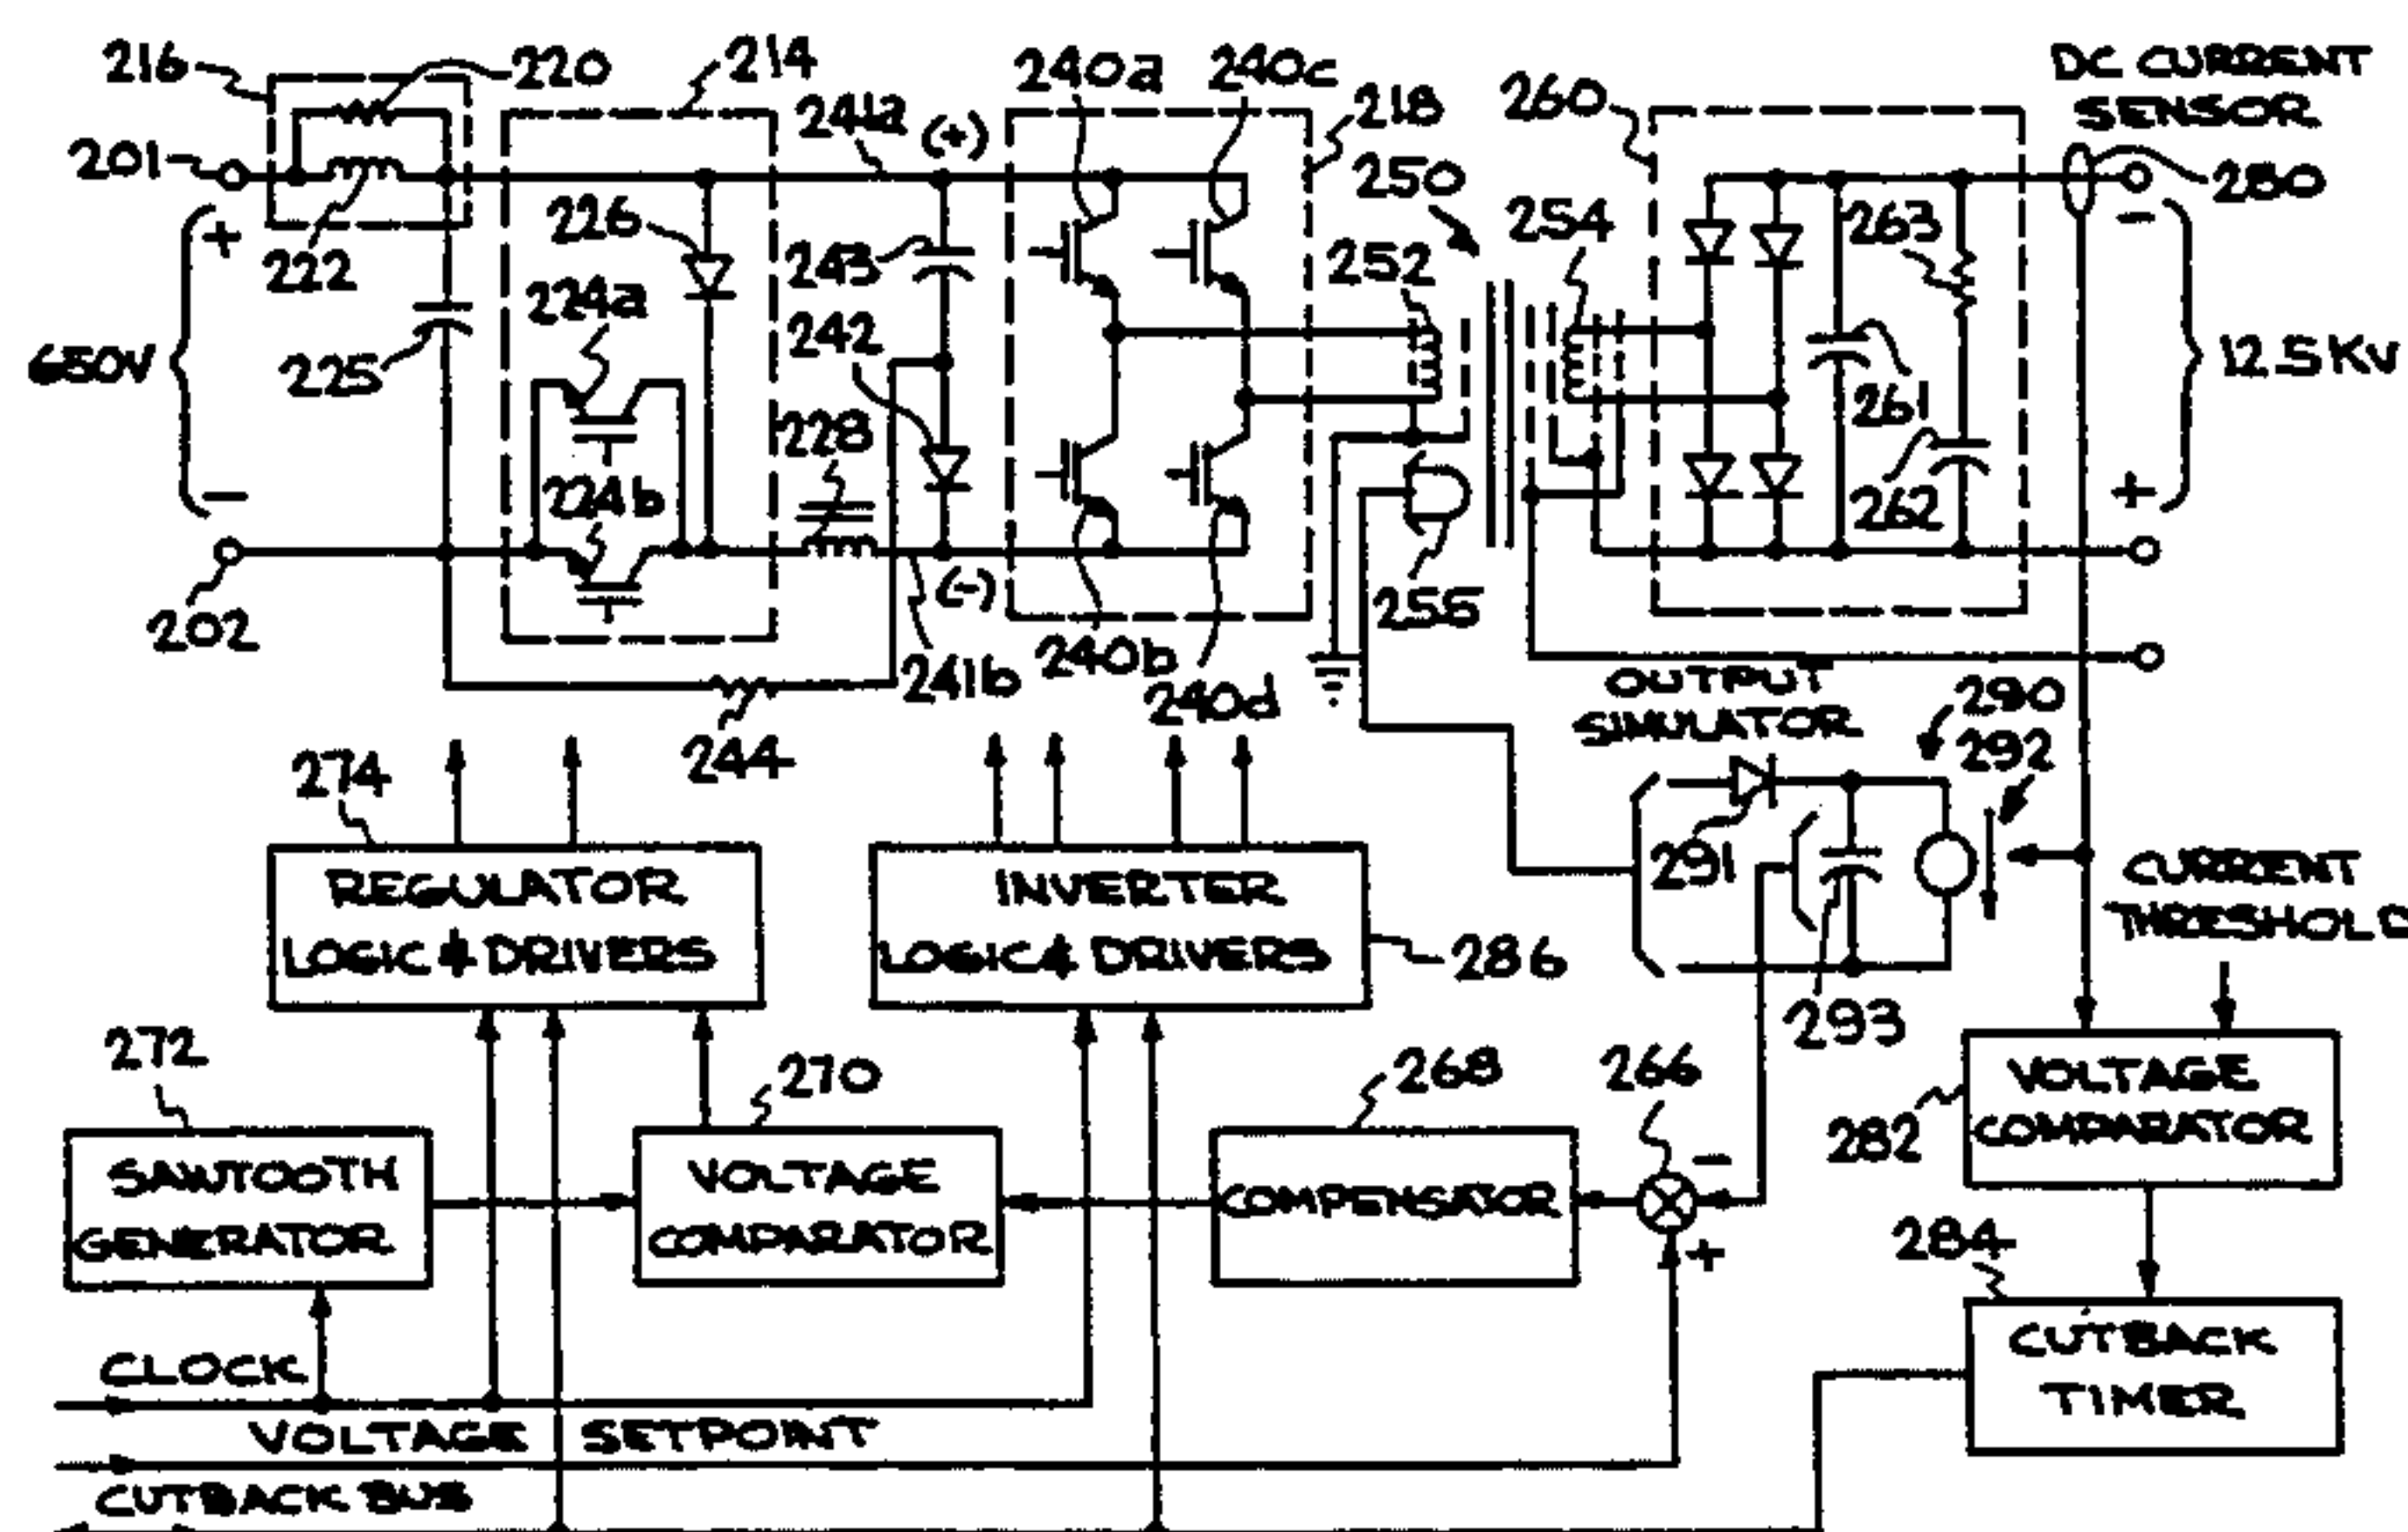 216
220
214
240a
240c
DC CURRENT
SENSOR
201
241a
(+)
218
260
250
280
+
222
226
243
252
254
263
-
650V
225
224a
242
228
261
12.5KV
224b
262
+
-
202
(-)
255
241b
240b
240d
244
OUTPUT
SIMULATOR
290
292
274
291
CURRENT
THRESHOLD
REGULATOR
LOGIC & DRIVERS
INVERTER
LOGIC & DRIVERS
286
293
272
270
268
266
-
282
VOLTAGE
COMPARATOR
SAWTOOTH
GENERATOR
VOLTAGE
COMPARATOR
COMPENSATOR
+
284
CUTBACK
TIMER
CLOCK
VOLTAGE SETPOINT
CUTBACK BUS